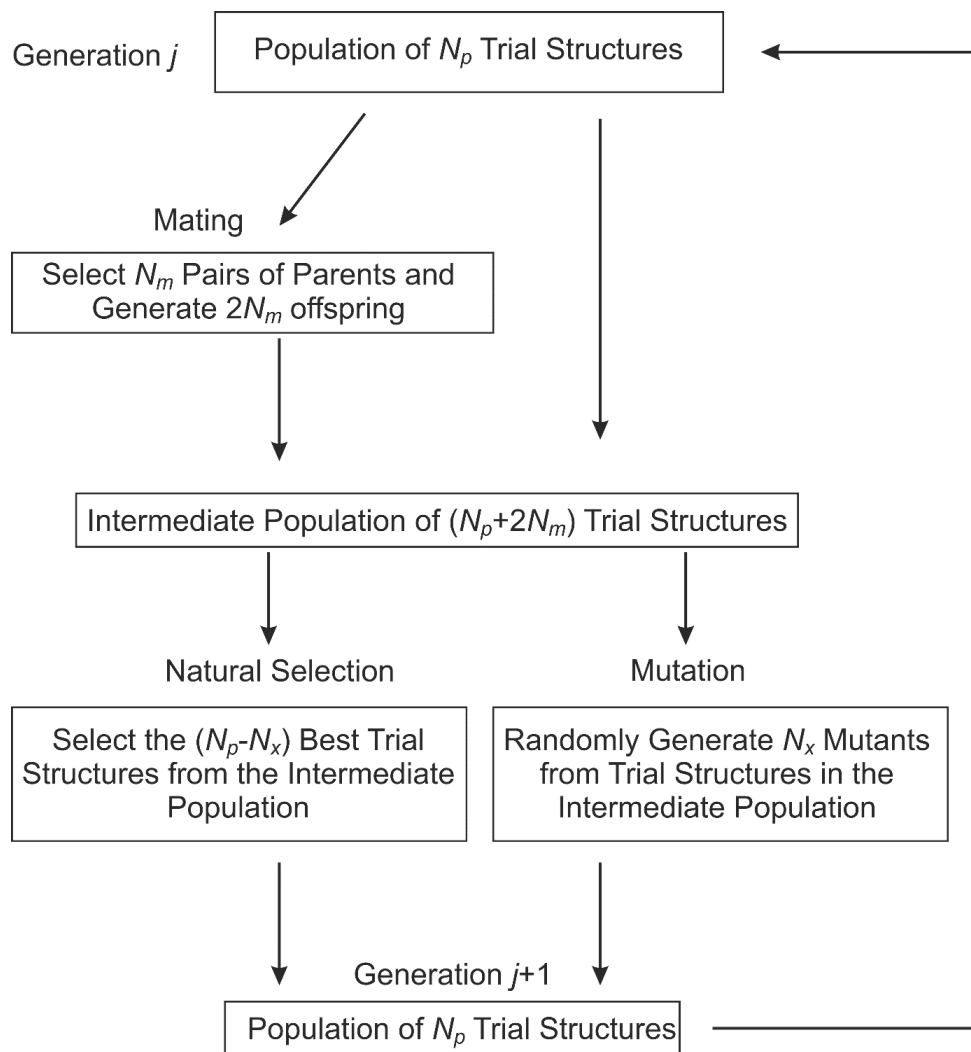 Generation j
Population of Np Trial Structures
Mating
Select Nm Pairs of Parents and
Generate 2Nm offspring
Intermediate Population of (Np+2Nm) Trial Structures
Natural Selection
Select the (Np-Nx) Best Trial
Structures from the Intermediate
Population
Mutation
Randomly Generate Nx Mutants
from Trial Structures in the
Intermediate Population
Generation j+1
Population of Np Trial Structures